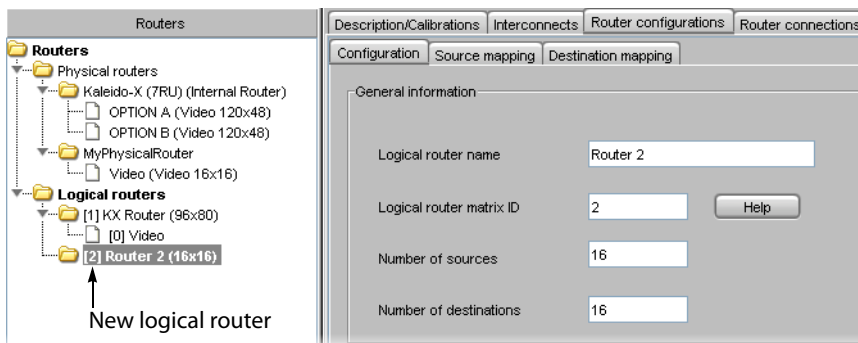 Routers
Routers
Physical routers
Kaleido-X (7RU) (Internal Router)
OPTION A (Video 120x48)
OPTION B (Video 120x48)
MyPhysicalRouter
Video (Video 16x16)
Logical routers
[1] KX Router (96x80)
[0] Video
[2] Router 2 (16x16)
New logical router
Description/Calibrations Interconnects Router configurations Router connections
Configuration Source mapping Destination mapping
General information
Logical router name Router 2
Logical router matrix ID 2 Help
Number of sources 16
Number of destinations 16